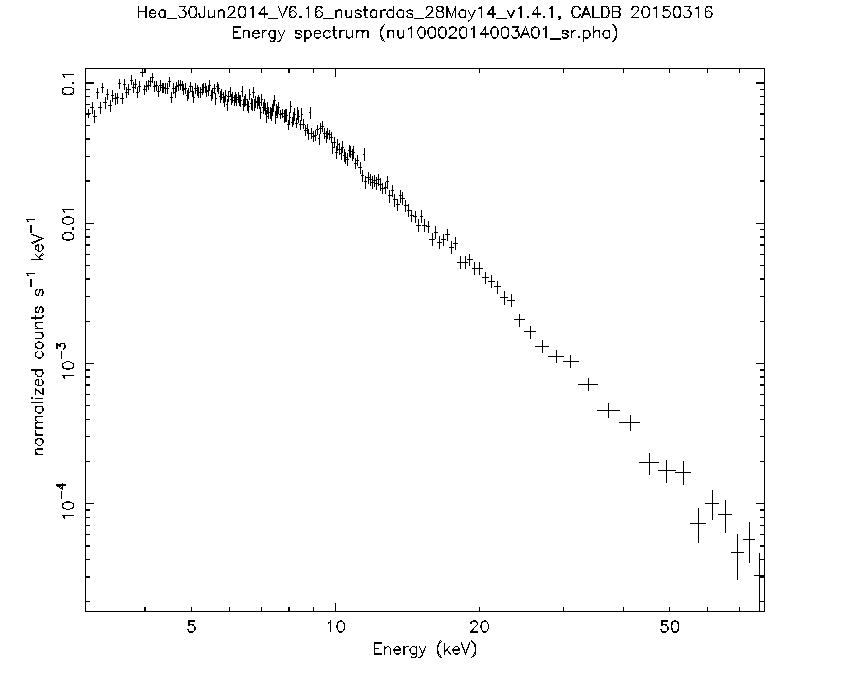 Hea_30Jun2014_V6.16_nustardas_28May14_v1.4.1, CALDB 20150316
Energy spectrum (nu10002014003A01_sr.pha)
normalized counts s⁻¹ keV⁻¹
0.1
0.01
10⁻³
10⁻⁴
5 10 20 50
Energy (keV)